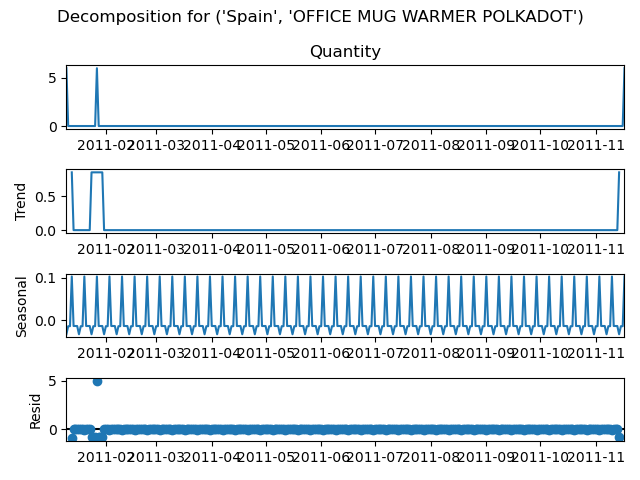 Decomposition for ('Spain', 'OFFICE MUG WARMER POLKADOT')
Quantity
5
0
2011-02 2011-03 2011-04 2011-05 2011-06 2011-07 2011-08 2011-09 2011-10 2011-11
Trend
0.5
0.0
2011-02 2011-03 2011-04 2011-05 2011-06 2011-07 2011-08 2011-09 2011-10 2011-11
Seasonal
0.1
0.0
2011-02 2011-03 2011-04 2011-05 2011-06 2011-07 2011-08 2011-09 2011-10 2011-11
Resid
5
0
2011-02 2011-03 2011-04 2011-05 2011-06 2011-07 2011-08 2011-09 2011-10 2011-11